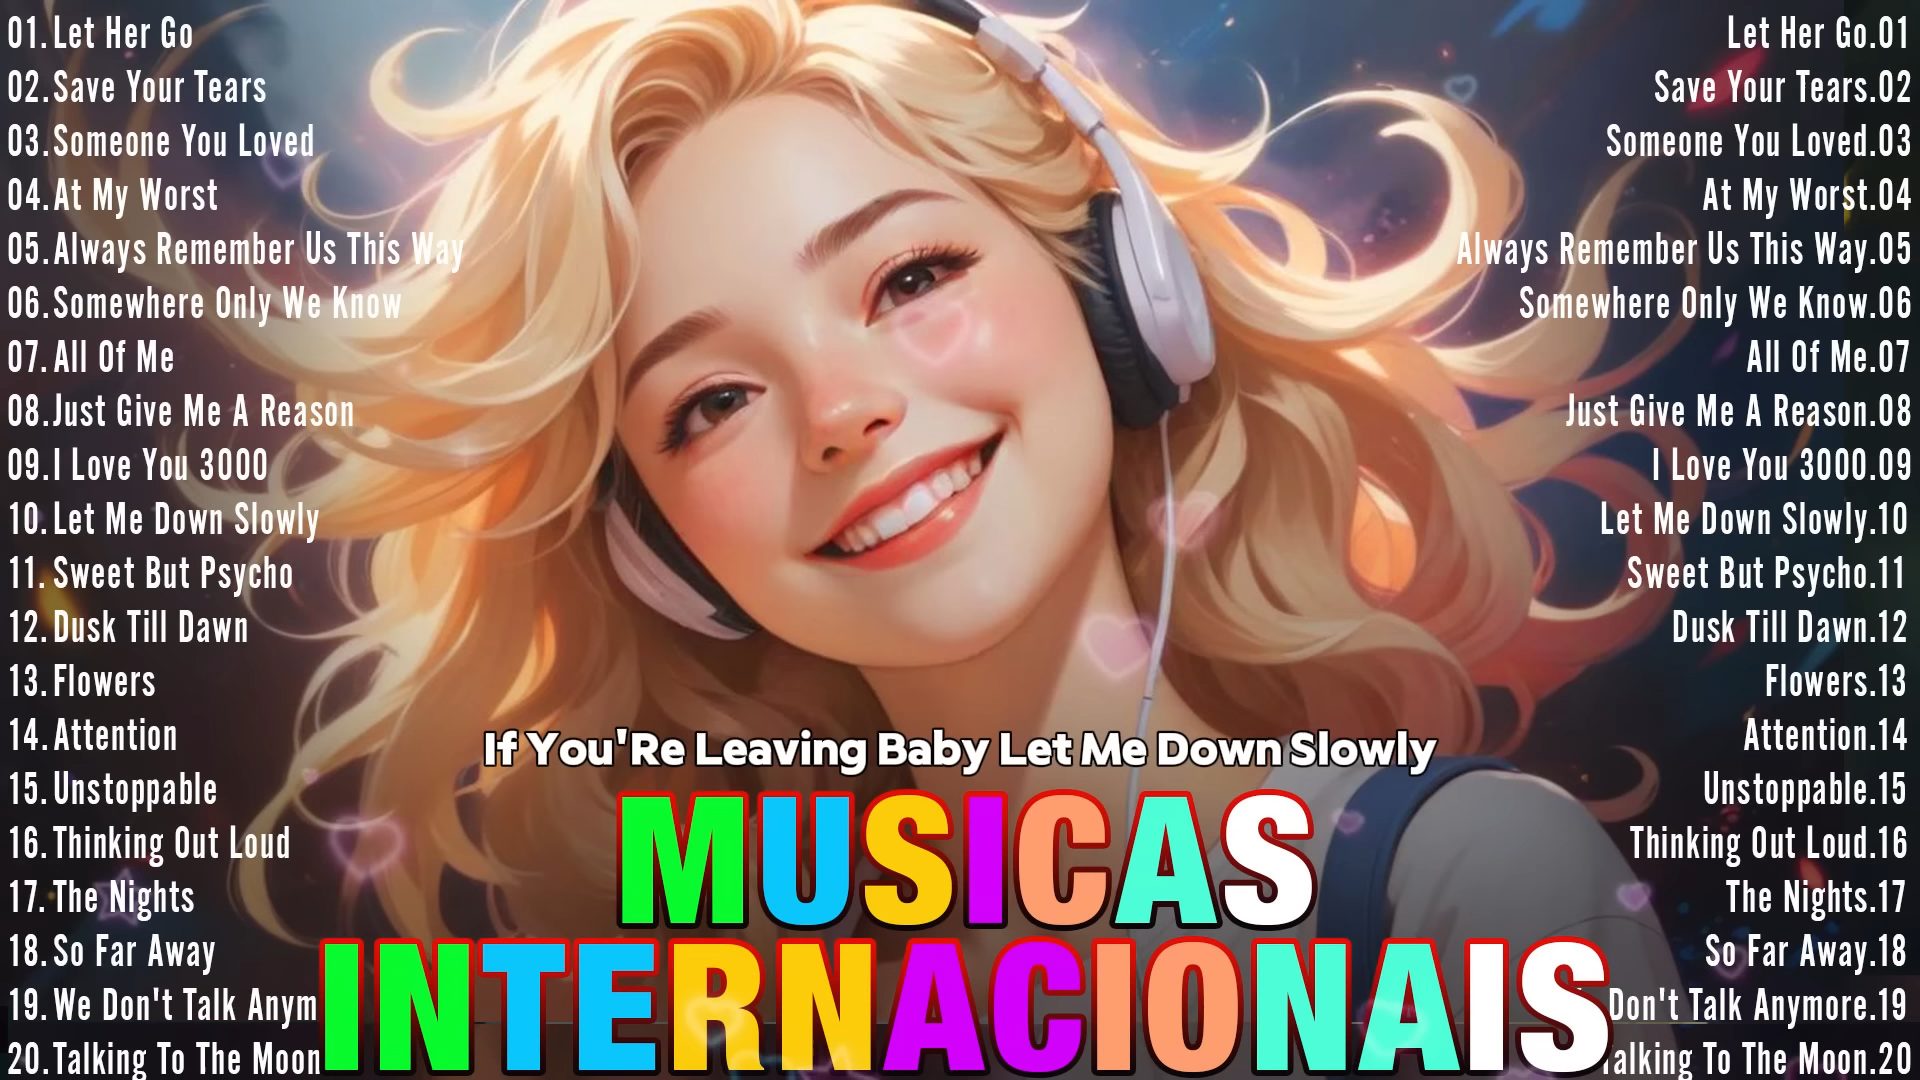 01.Let Her Go
02.Save Your Tears
03.Someone You Loved
04.At My Worst
05.Always Remember Us This Way
06.Somewhere Only We Know
07.All Of Me
08.Just Give Me A Reason
09.I Love You 3000
10.Let Me Down Slowly
11.Sweet But Psycho
12.Dusk Till Dawn
13.Flowers
14.Attention
15.Unstoppable
16.Thinking Out Loud
17.The Nights
18.So Far Away
19.We Don't Talk Anym
20.Talking To The Moon
If You'Re Leaving Baby Let Me Down Slowly
MUSICAS
INTERNACIONAIS
Let Her Go.01
Save Your Tears.02
Someone You Loved.03
At My Worst.04
Always Remember Us This Way.05
Somewhere Only We Know.06
All Of Me.07
Just Give Me A Reason.08
I Love You 3000.09
Let Me Down Slowly.10
Sweet But Psycho.11
Dusk Till Dawn.12
Flowers.13
Attention.14
Unstoppable.15
Thinking Out Loud.16
The Nights.17
So Far Away.18
Don't Talk Anymore.19
alking To The Moon.20